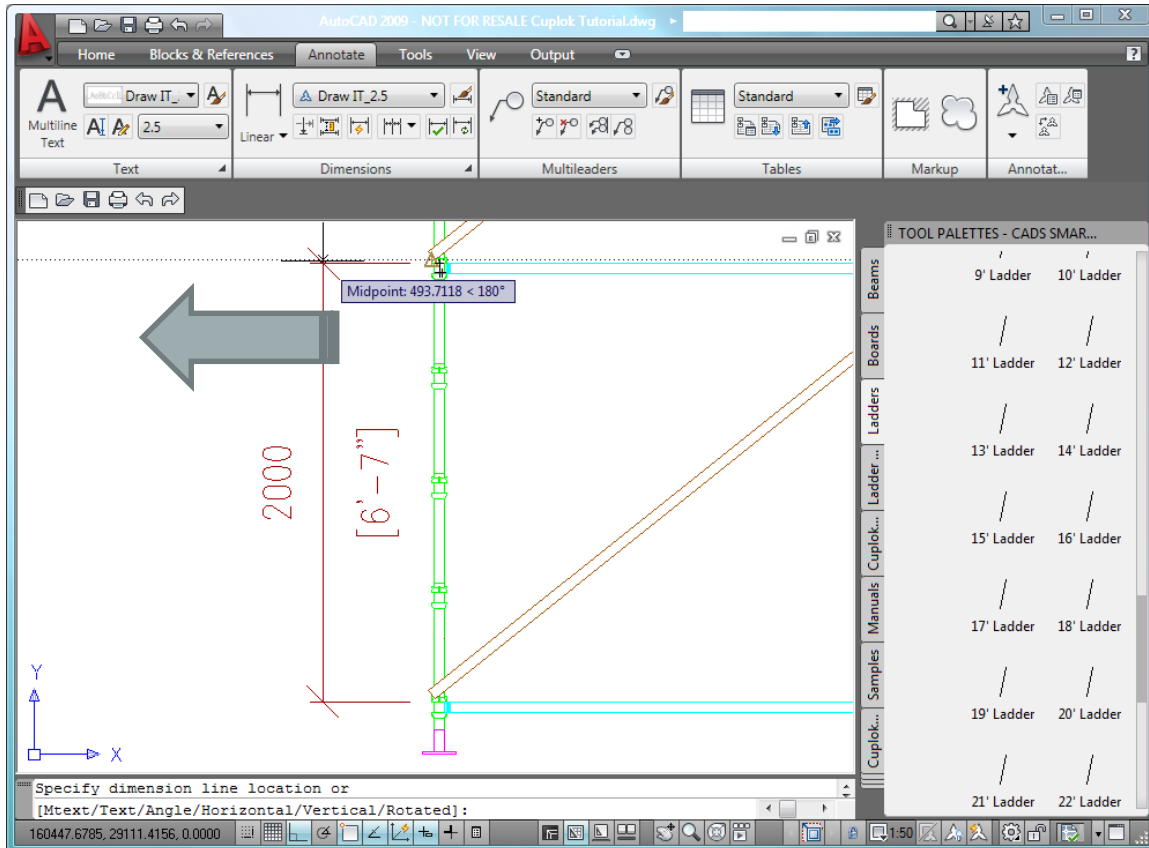 AutoCAD 2009 - NOT FOR RESALE Cuplok Tutorial.dwg
Home Blocks & References Annotate Tools View Output
?
A Draw IT_ A
Multiline Text
2.5
Linear
Draw IT_2.5
Standard
Standard
Text Dimensions Multileaders Tables Markup Annotat...
Midpoint: 493.7118 < 180°
2000
[6'-7"]
Y
X
TOOL PALETTES - CADS SMAR...
Beams
Boards
Ladders
Ladder ...
Cuplok...
Manuals
Samples
Cuplok...
9' Ladder 10' Ladder
11' Ladder 12' Ladder
13' Ladder 14' Ladder
15' Ladder 16' Ladder
17' Ladder 18' Ladder
19' Ladder 20' Ladder
21' Ladder 22' Ladder
Specify dimension line location or
[Mtext/Text/Angle/Horizontal/Vertical/Rotated]:
160447.6785, 29111.4156, 0.0000
1:50